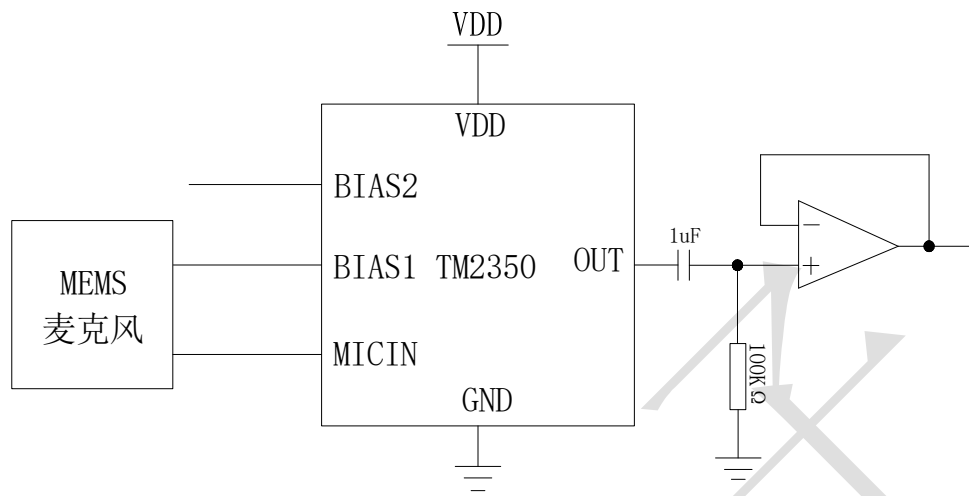 VDD
VDD
BIAS2
BIAS1 TM2350 OUT
MICIN
GND
MEMS
麦克风
1uF
100KΩ
−
+